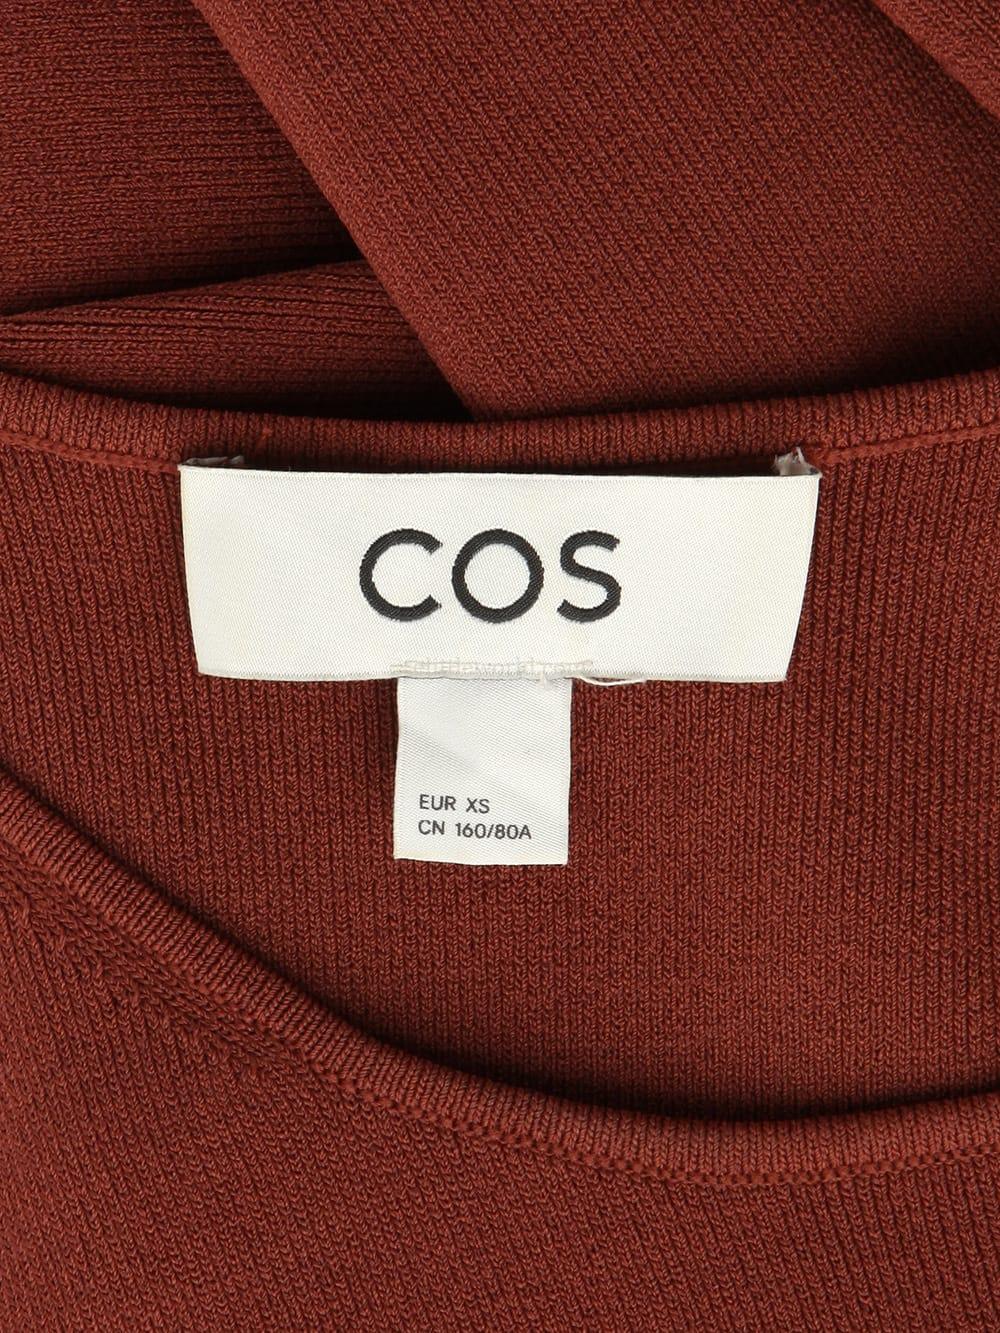 COS
EUR XS
CN 160/80A